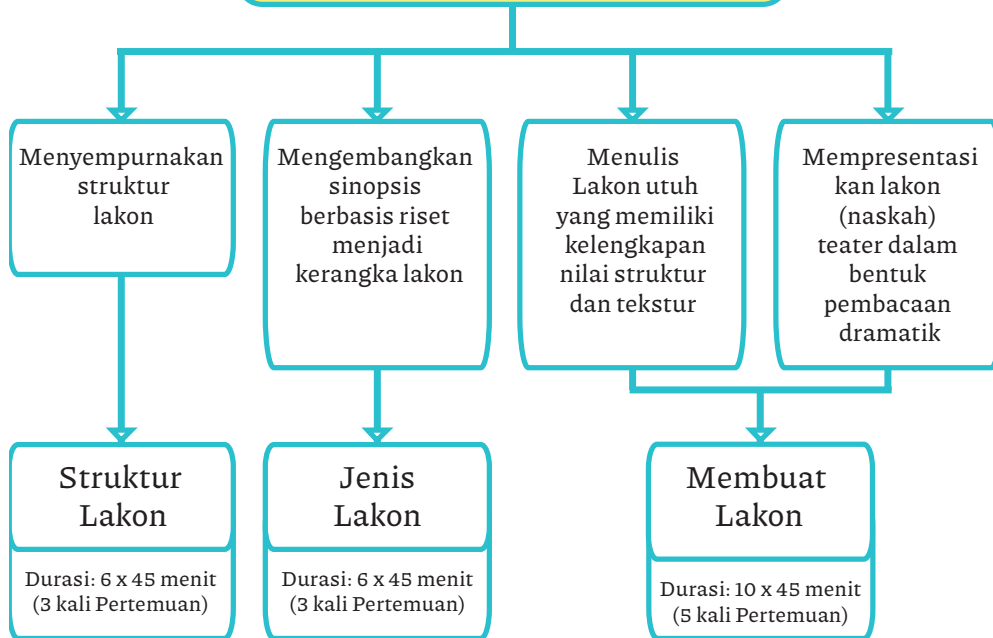 Menyempurnakan
struktur
lakon
Mengembangkan
sinopsis
berbasis riset
menjadi
kerangka lakon
Menulis
Lakon utuh
yang memiliki
kelengkapan
nilai struktur
dan tekstur
Mempresentasi
kan lakon
(naskah)
teater dalam
bentuk
pembacaan
dramatik
Struktur
Lakon
Durasi: 6 x 45 menit
(3 kali Pertemuan)
Jenis
Lakon
Durasi: 6 x 45 menit
(3 kali Pertemuan)
Membuat
Lakon
Durasi: 10 x 45 menit
(5 kali Pertemuan)